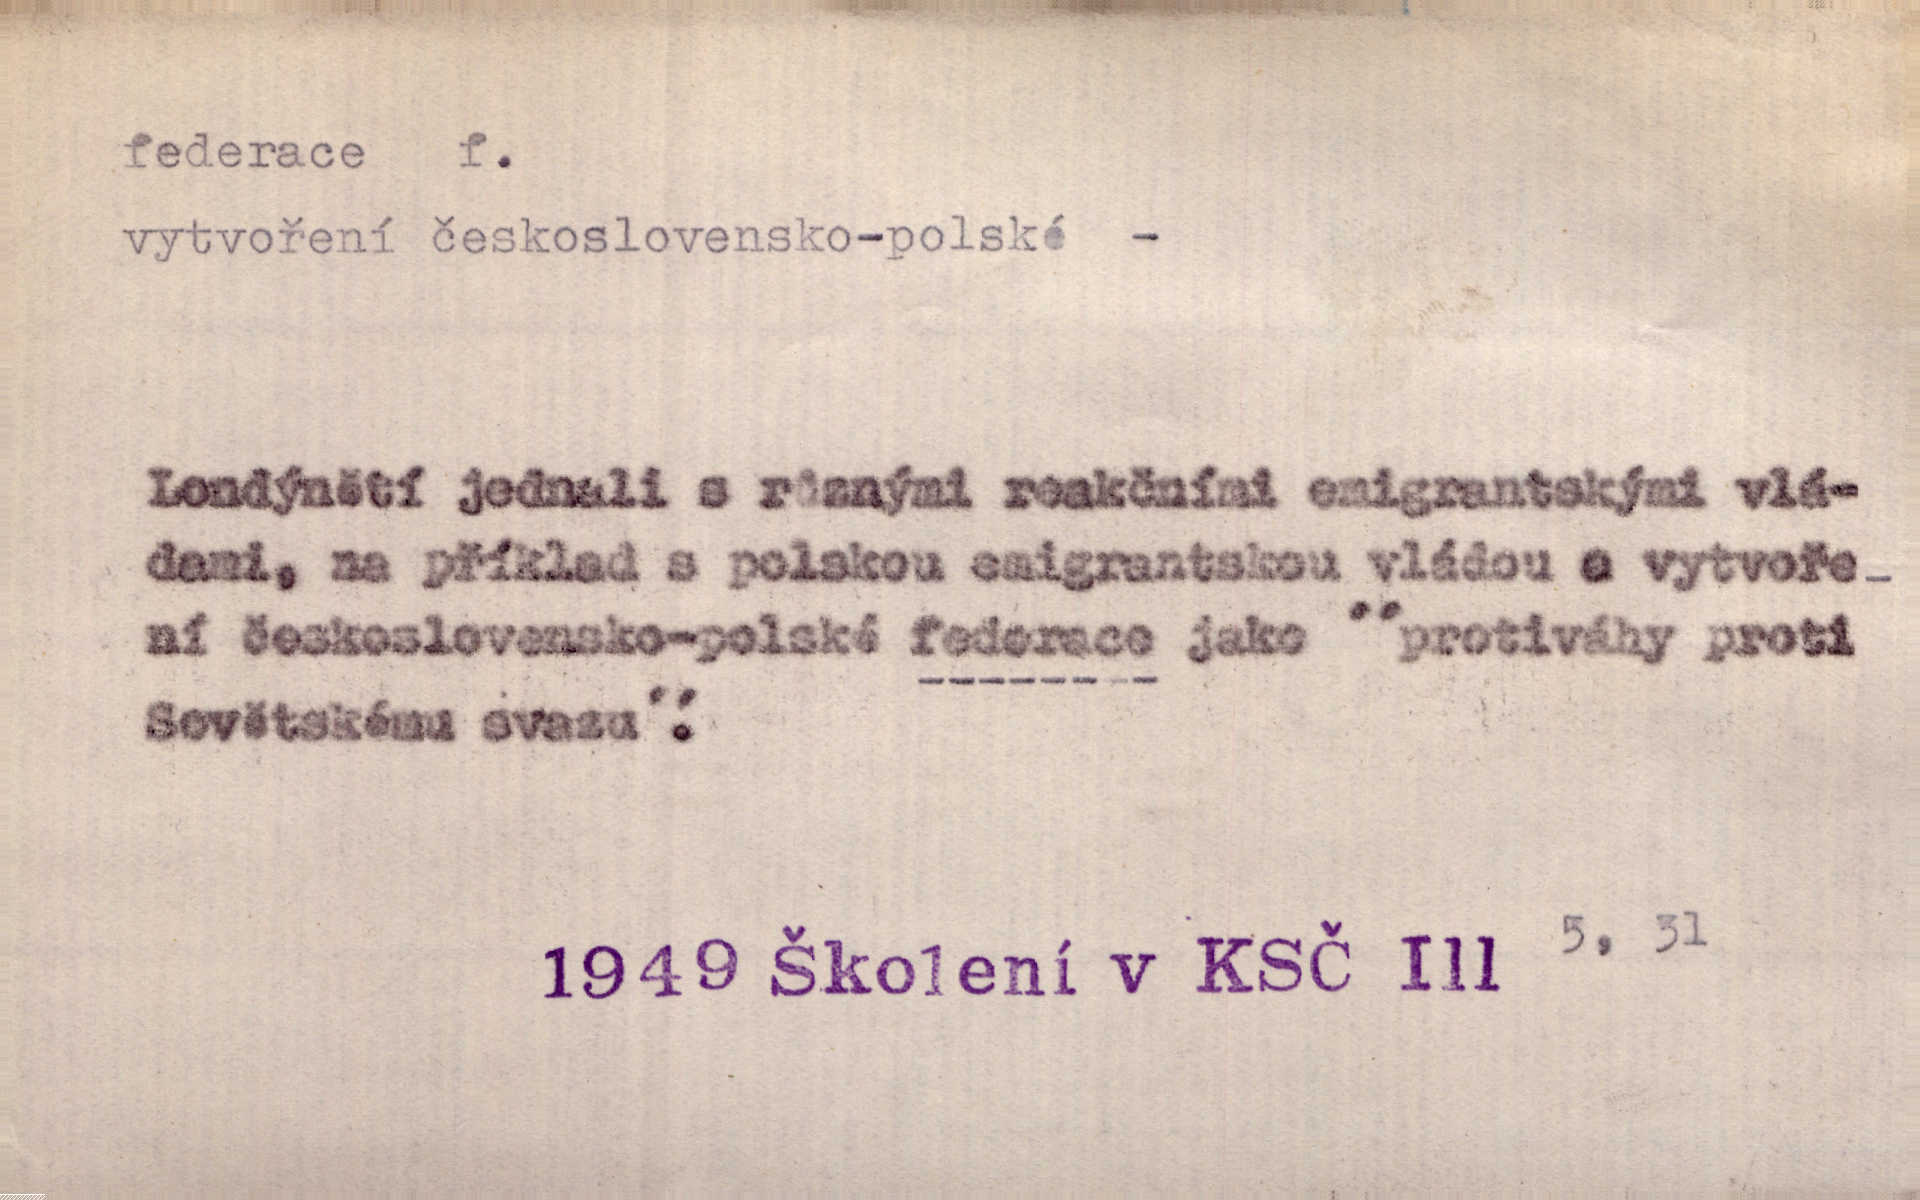 federace f.
vytvoření československo-polské -
Londýnští jednali s různými reakčními emigrantskými vlá-
dami, na příklad s polskou emigrantskou vládou o vytvoře-
ní československo-polské federace jako "protiváhy proti
Sovětskému svazu".
1949 Školení v KSČ III 5, 31